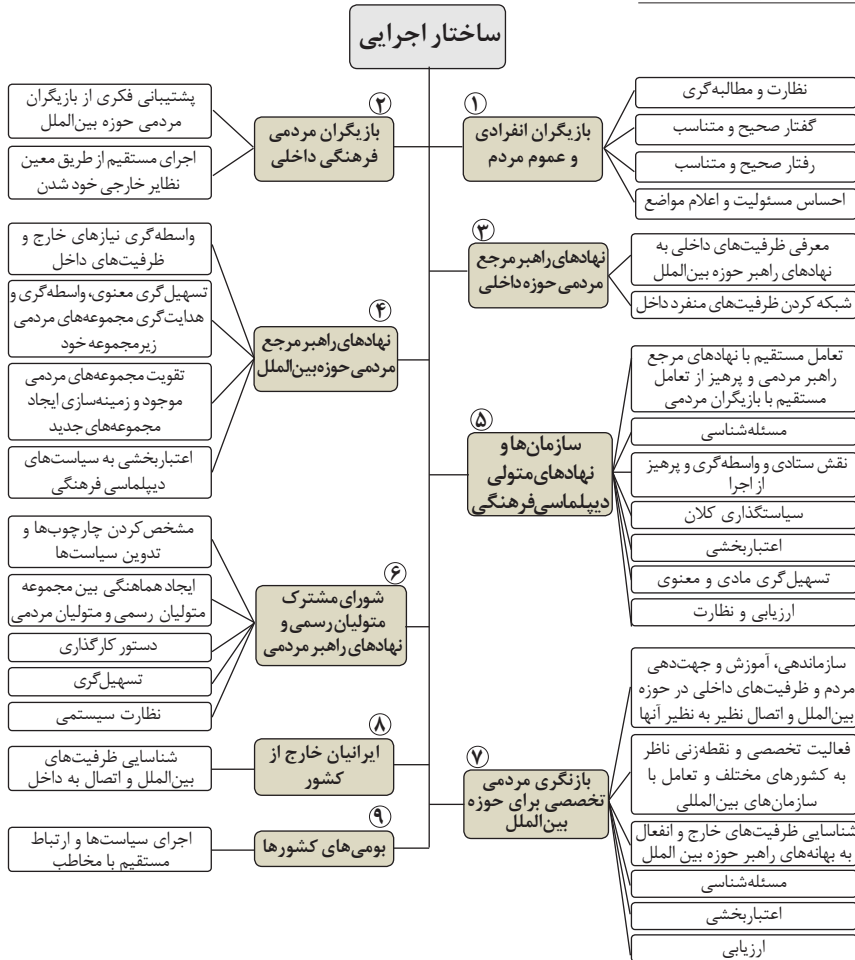 ساختار اجرایی
۱
بازیگران انفرادی
و عموم مردم
نظارت و مطالبه‌گری
گفتار صحیح و متناسب
رفتار صحیح و متناسب
احساس مسئولیت و اعلام مواضع
۲
بازیگران مردمی
فرهنگی داخلی
پشتیبانی فکری از بازیگران
مردمی حوزه بین‌الملل
اجرای مستقیم از طریق معین
نظایر خارجی خود شدن
۳
نهادهای راهبر مرجع
مردمی حوزه داخلی
معرفی ظرفیت‌های داخلی به
نهادهای راهبر حوزه بین‌الملل
شبکه کردن ظرفیت‌های منفرد داخل
۴
نهادهای راهبر مرجع
مردمی حوزه بین‌الملل
واسطه‌گری نیازهای خارج و
ظرفیت‌های داخل
تسهیل‌گری معنوی، واسطه‌گری و
هدایت‌گری مجموعه‌های مردمی
زیرمجموعه خود
تقویت مجموعه‌های مردمی
موجود و زمینه‌سازی ایجاد
مجموعه‌های جدید
اعتباربخشی به سیاست‌های
دیپلماسی فرهنگی
۵
سازمان‌ها و
نهادهای متولی
دیپلماسی فرهنگی
تعامل مستقیم با نهادهای مرجع
راهبر مردمی و پرهیز از تعامل
مستقیم با بازیگران مردمی
مسئله‌شناسی
نقش ستادی و واسطه‌گری و پرهیز
از اجرا
سیاستگذاری کلان
اعتباربخشی
تسهیل‌گری مادی و معنوی
ارزیابی و نظارت
۶
شورای مشترک
متولیان رسمی و
نهادهای راهبر مردمی
مشخص‌کردن چارچوب‌ها و
تدوین سیاست‌ها
ایجاد هماهنگی بین مجموعه
متولیان رسمی و متولیان مردمی
دستور کارگذاری
تسهیل‌گری
نظارت سیستمی
۷
بازنگری مردمی
تخصصی برای حوزه
بین‌الملل
سازماندهی، آموزش و جهت‌دهی
مردم و ظرفیت‌های داخلی در حوزه
بین‌الملل و اتصال نظیر به نظیر آنها
فعالیت تخصصی و نقطه‌زنی ناظر
به کشورهای مختلف و تعامل با
سازمان‌های بین‌المللی
شناسایی ظرفیت‌های خارج و انفعال
به بهانه‌های راهبر حوزه بین الملل
مسئله‌شناسی
اعتباربخشی
ارزیابی
۸
ایرانیان خارج از
کشور
شناسایی ظرفیت‌های
بین‌الملل و اتصال به داخل
۹
بومی‌های کشورها
اجرای سیاست‌ها و ارتباط
مستقیم با مخاطب